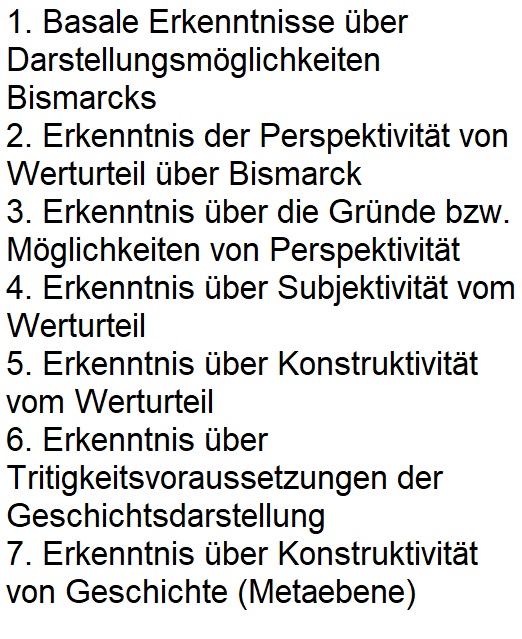 1. Basale Erkenntnisse über
Darstellungsmöglichkeiten
Bismarcks
2. Erkenntnis der Perspektivität von
Werturteil über Bismarck
3. Erkenntnis über die Gründe bzw.
Möglichkeiten von Perspektivität
4. Erkenntnis über Subjektivität vom
Werturteil
5. Erkenntnis über Konstruktivität
vom Werturteil
6. Erkenntnis über
Tritigkeitsvoraussetzungen der
Geschichtsdarstellung
7. Erkenntnis über Konstruktivität
von Geschichte (Metaebene)